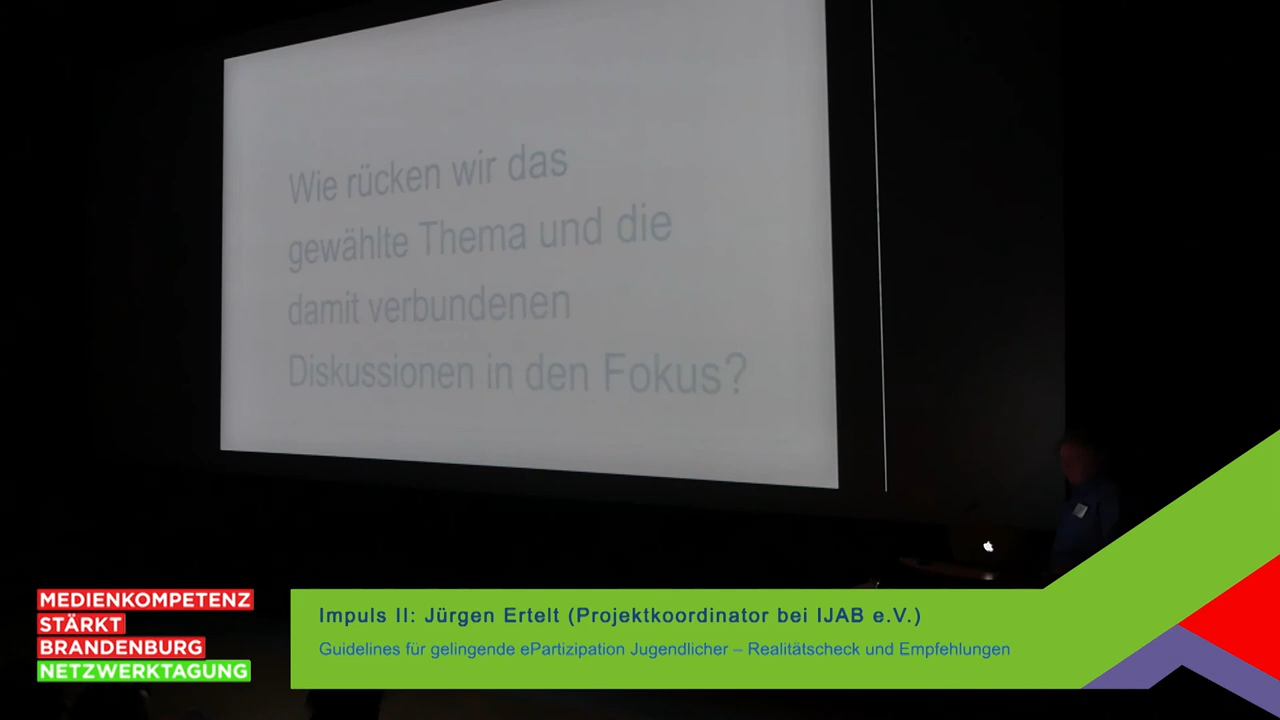 Wie rücken wir das
gewählte Thema und die
damit verbundenen
Diskussionen in den Fokus?
MEDIENKOMPETENZ
STÄRKT
BRANDENBURG
NETZWERKTAGUNG
Impuls II: Jürgen Ertelt (Projektkoordinator bei IJAB e.V.)
Guidelines für gelingende ePartizipation Jugendlicher – Realitätscheck und Empfehlungen